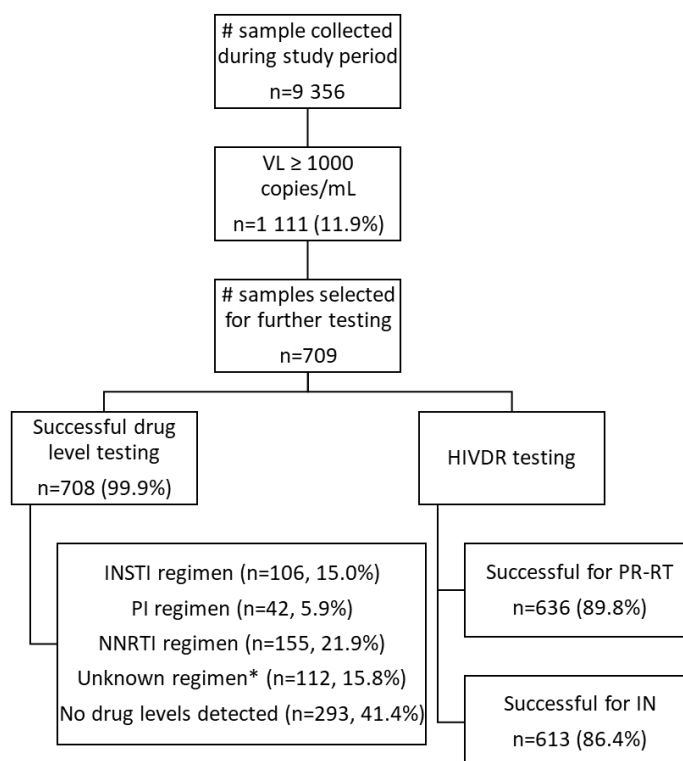 # sample collected
during study period
n=9 356
VL ≥ 1000
copies/mL
n=1 111 (11.9%)
# samples selected
for further testing
n=709
Successful drug
level testing
n=708 (99.9%)
HIVDR testing
INSTI regimen (n=106, 15.0%)
PI regimen (n=42, 5.9%)
NNRTI regimen (n=155, 21.9%)
Unknown regimen* (n=112, 15.8%)
No drug levels detected (n=293, 41.4%)
Successful for PR-RT
n=636 (89.8%)
Successful for IN
n=613 (86.4%)